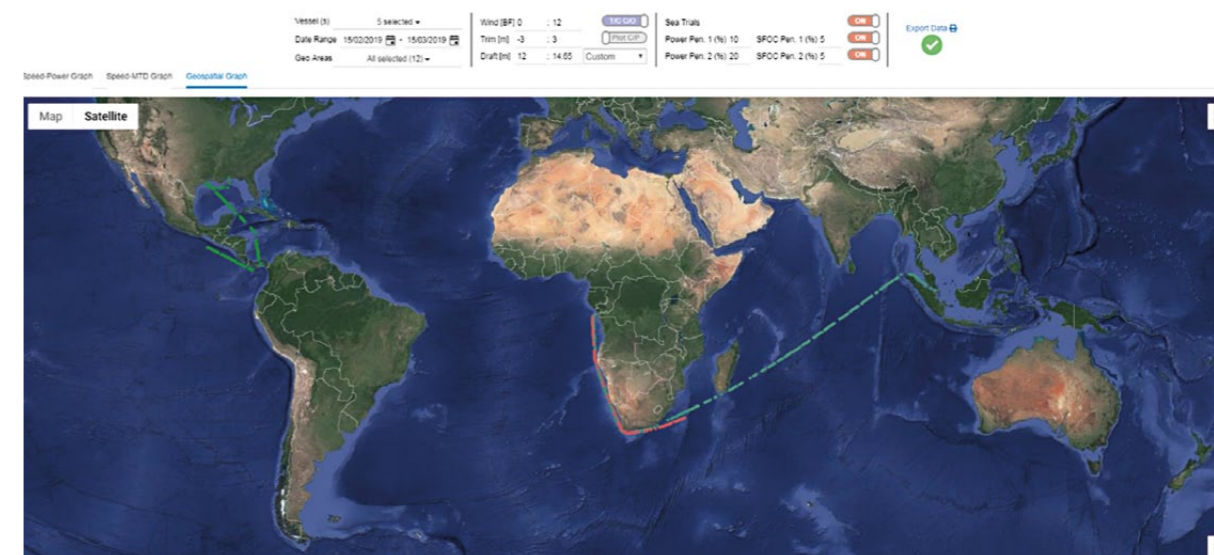 Vessel (s) 5 selected Wind [BF] 0 : 12 T/C C/O Sea Trials ON
Date Range 15/02/2019 - 15/03/2019 Trim [m] -3 : 3 Plot C/P Power Pen. 1 (%) 10 SFOC Pen. 1 (%) 5 ON Export Data
Geo Areas All selected (12) Draft [m] 12 : 14.65 Custom Power Pen. 2 (%) 20 SFOC Pen. 2 (%) 5 ON
Speed-Power Graph Speed-MTD Graph Geospatial Graph
Map Satellite